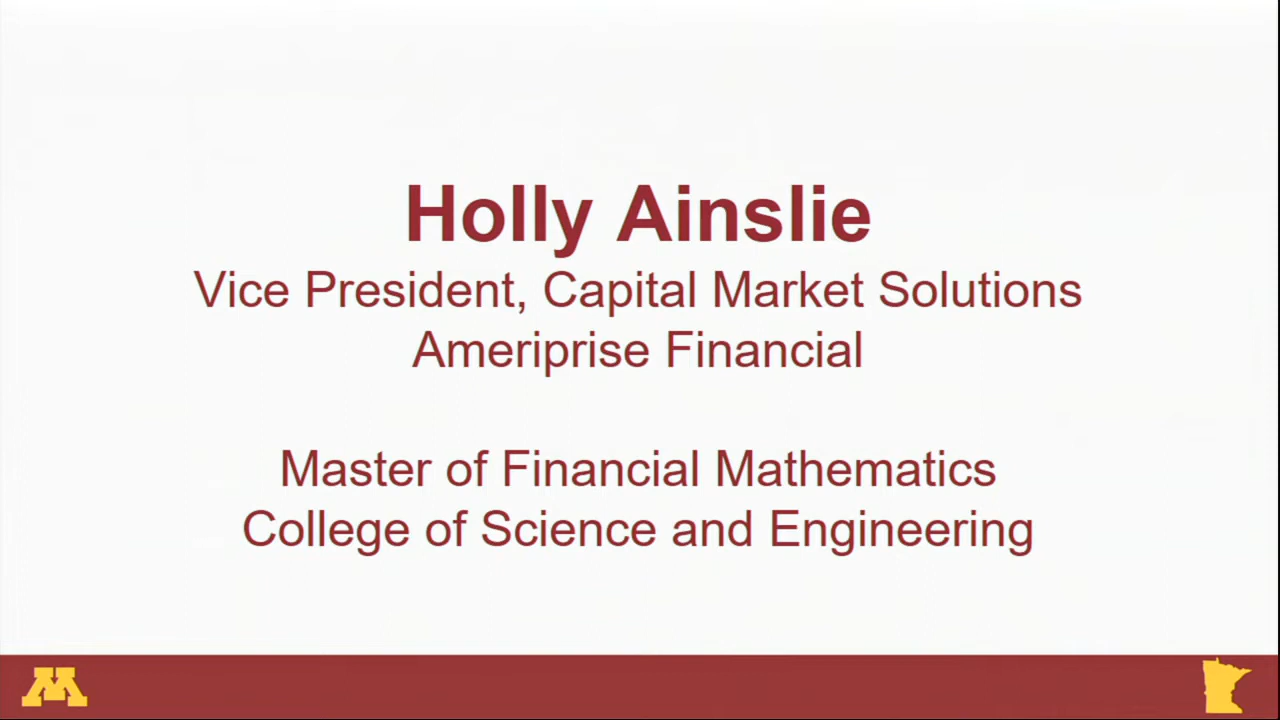 Holly Ainslie
Vice President, Capital Market Solutions
Ameriprise Financial
Master of Financial Mathematics
College of Science and Engineering
M